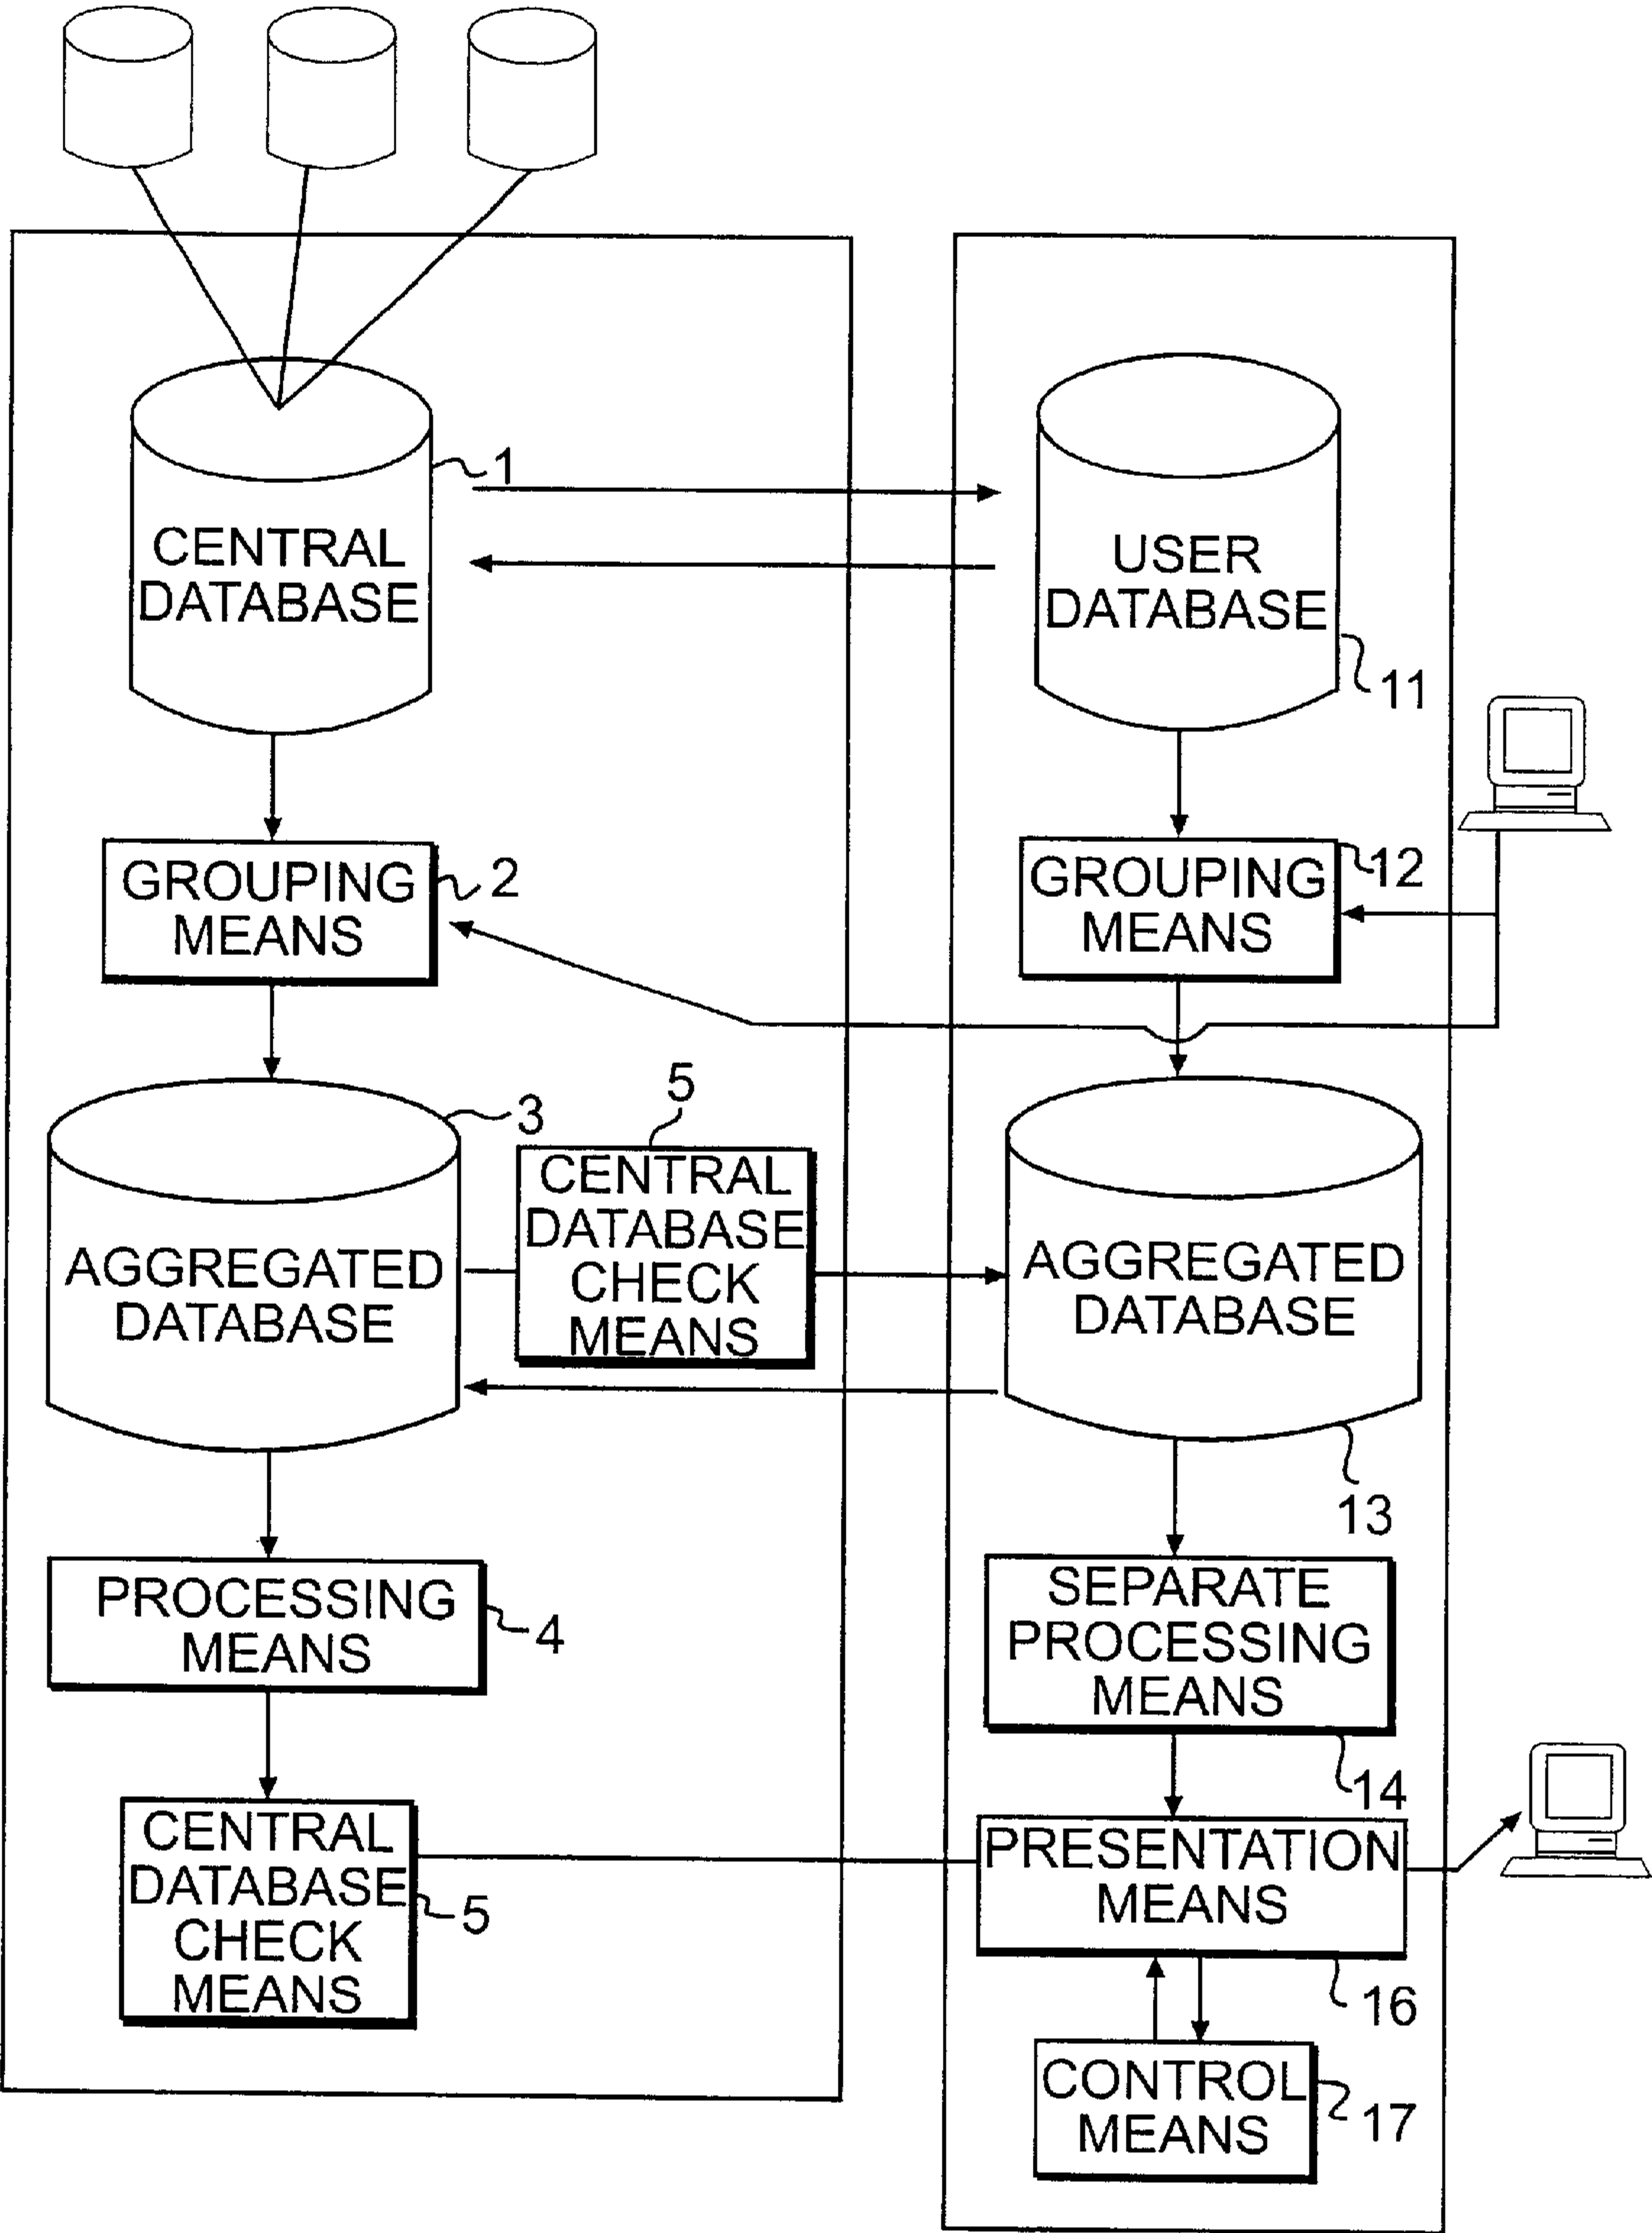 1
CENTRAL
DATABASE
USER
DATABASE
11
GROUPING
MEANS
2
GROUPING
MEANS
12
3
5
CENTRAL
DATABASE
CHECK
MEANS
AGGREGATED
DATABASE
AGGREGATED
DATABASE
13
PROCESSING
MEANS
4
SEPARATE
PROCESSING
MEANS
14
CENTRAL
DATABASE
CHECK
MEANS
5
PRESENTATION
MEANS
16
CONTROL
MEANS
17